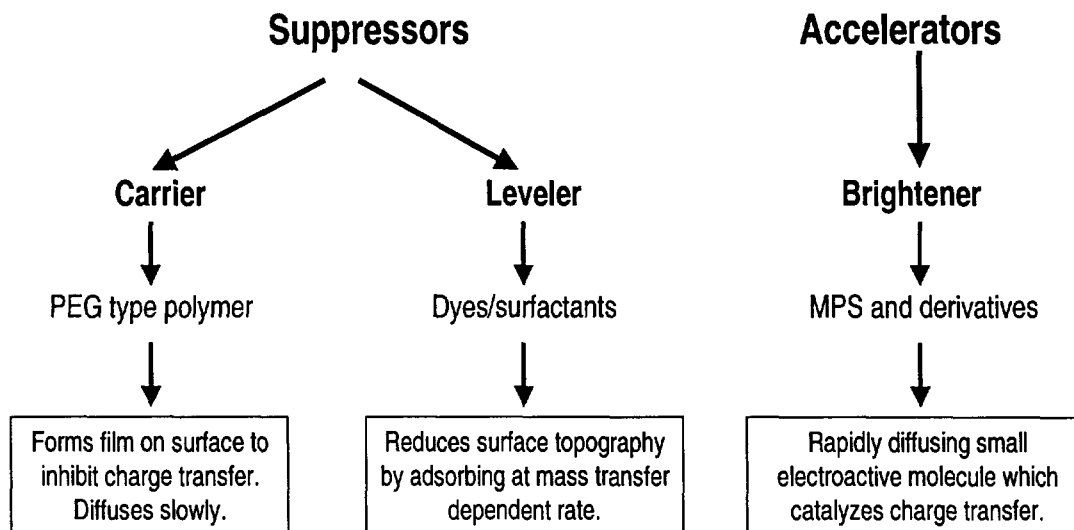 Suppressors
Accelerators
Carrier
Leveler
Brightener
PEG type polymer
Dyes/surfactants
MPS and derivatives
Forms film on surface to
inhibit charge transfer.
Diffuses slowly.
Reduces surface topography
by adsorbing at mass transfer
dependent rate.
Rapidly diffusing small
electroactive molecule which
catalyzes charge transfer.